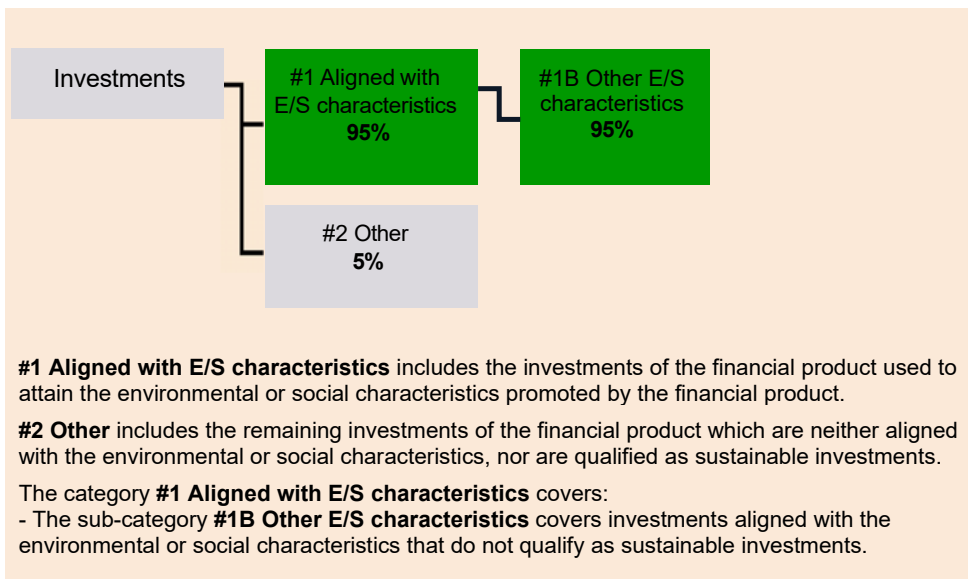 Investments
#1 Aligned with
E/S characteristics
95%
#1B Other E/S
characteristics
95%
#2 Other
5%
#1 Aligned with E/S characteristics includes the investments of the financial product used to
attain the environmental or social characteristics promoted by the financial product.
#2 Other includes the remaining investments of the financial product which are neither aligned
with the environmental or social characteristics, nor are qualified as sustainable investments.
The category #1 Aligned with E/S characteristics covers:
- The sub-category #1B Other E/S characteristics covers investments aligned with the
environmental or social characteristics that do not qualify as sustainable investments.